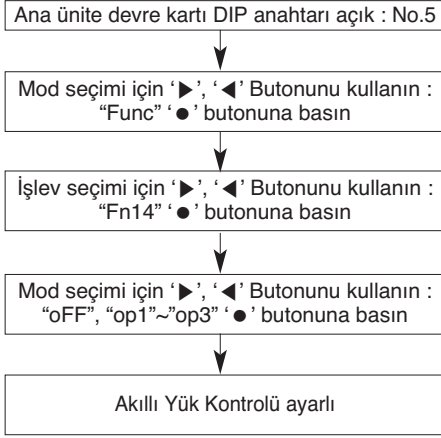 Ana ünite devre kartı DIP anahtarı açık : No.5
Mod seçimi için ‘▶’, ‘◀’ Butonunu kullanın :
“Func” ‘●’ butonuna basın
İşlev seçimi için ‘▶’, ‘◀’ Butonunu kullanın :
“Fn14” ‘●’ butonuna basın
Mod seçimi için ‘▶’, ‘◀’ Butonunu kullanın :
“oFF”, “op1”~”op3” ‘●’ butonuna basın
Akıllı Yük Kontrolü ayarlı